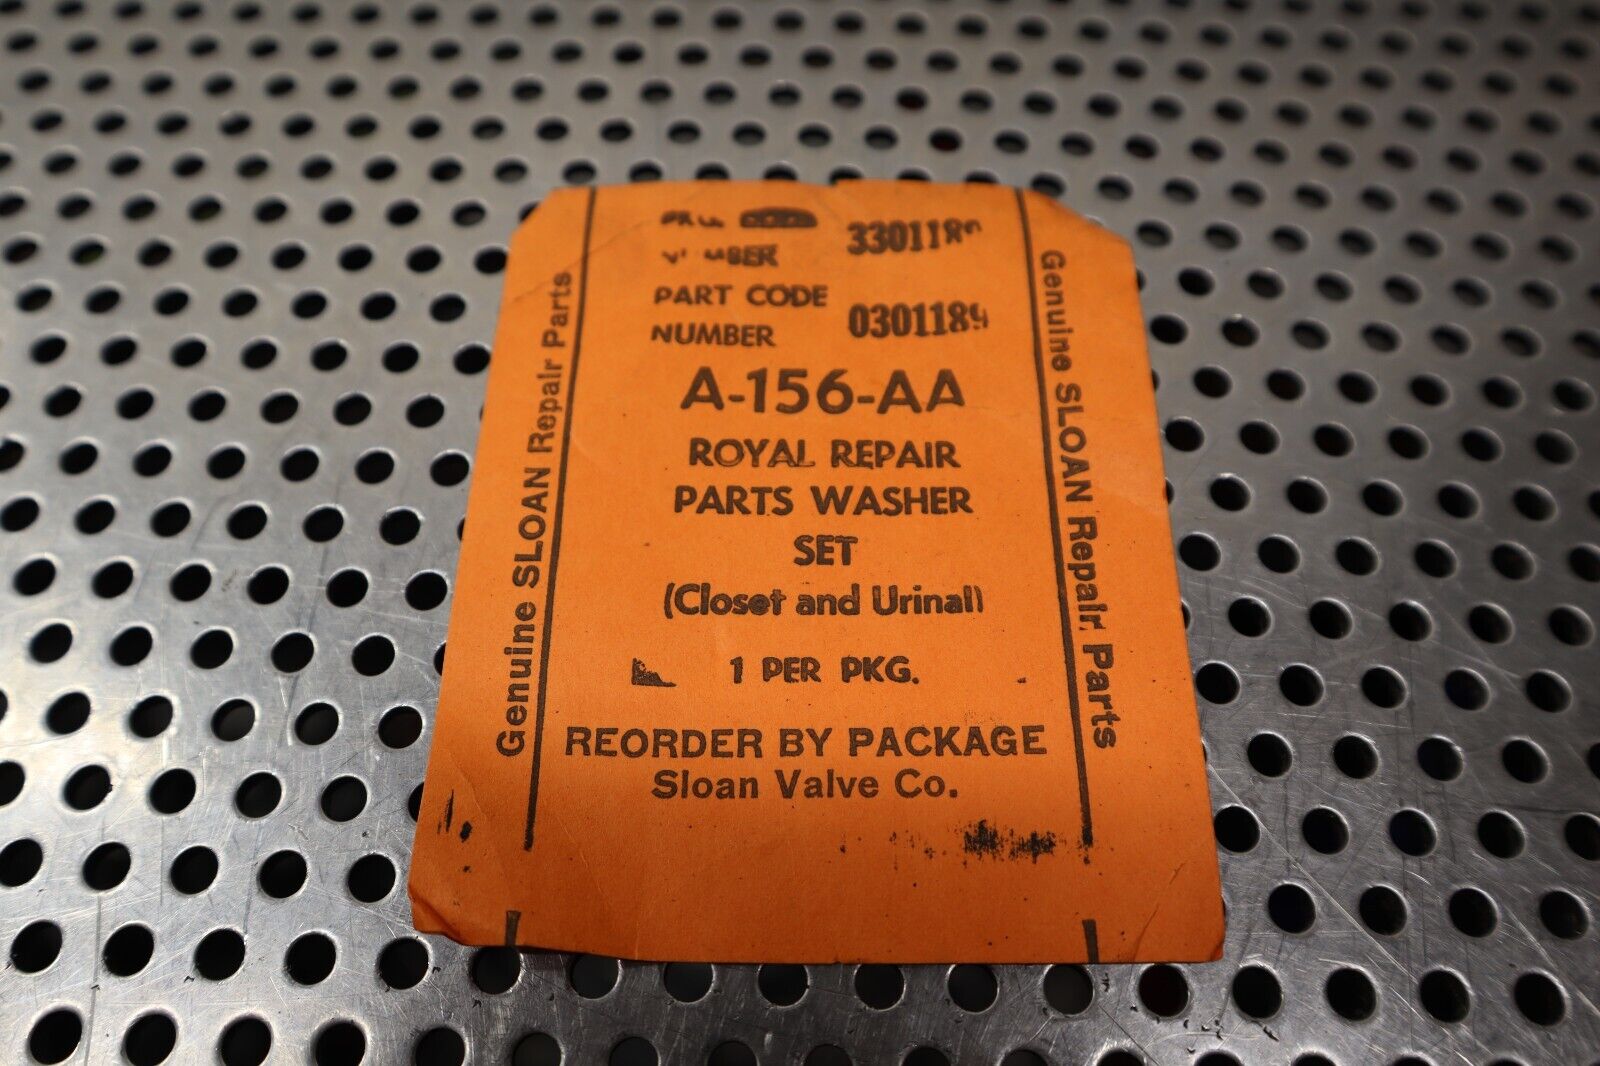 3301189
PART CODE
NUMBER 0301189
A-156-AA
ROYAL REPAIR
PARTS WASHER
SET
(Closet and Urinal)
1 PER PKG.
REORDER BY PACKAGE
Sloan Valve Co.
Genuine SLOAN Repair Parts
Genuine SLOAN Repair Parts